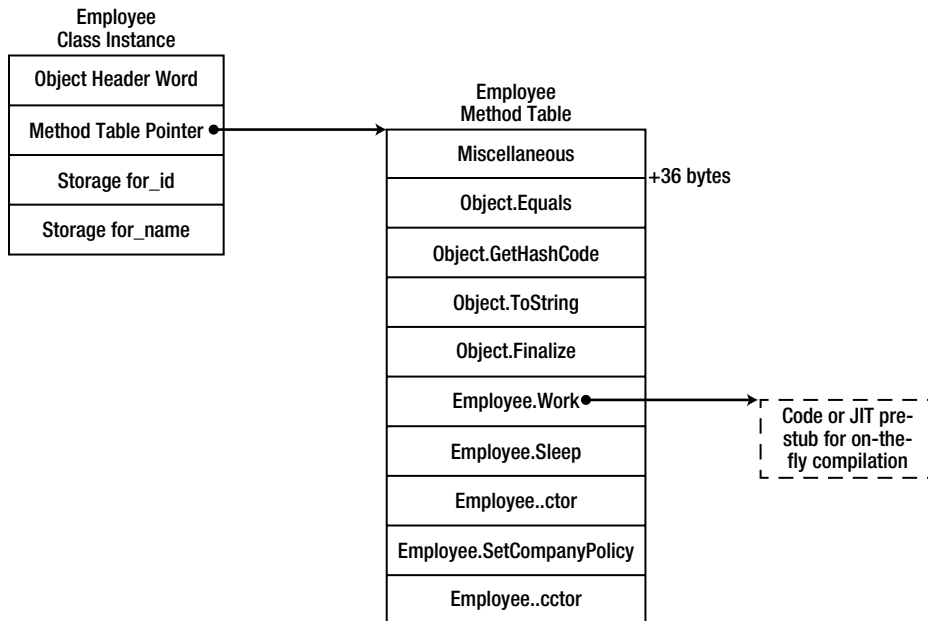 Employee
Class Instance
Object Header Word
Method Table Pointer
Storage for_id
Storage for_name
Employee
Method Table
Miscellaneous
+36 bytes
Object.Equals
Object.GetHashCode
Object.ToString
Object.Finalize
Employee.Work
Code or JIT pre-
stub for on-the-
fly compilation
Employee.Sleep
Employee..ctor
Employee.SetCompanyPolicy
Employee..cctor